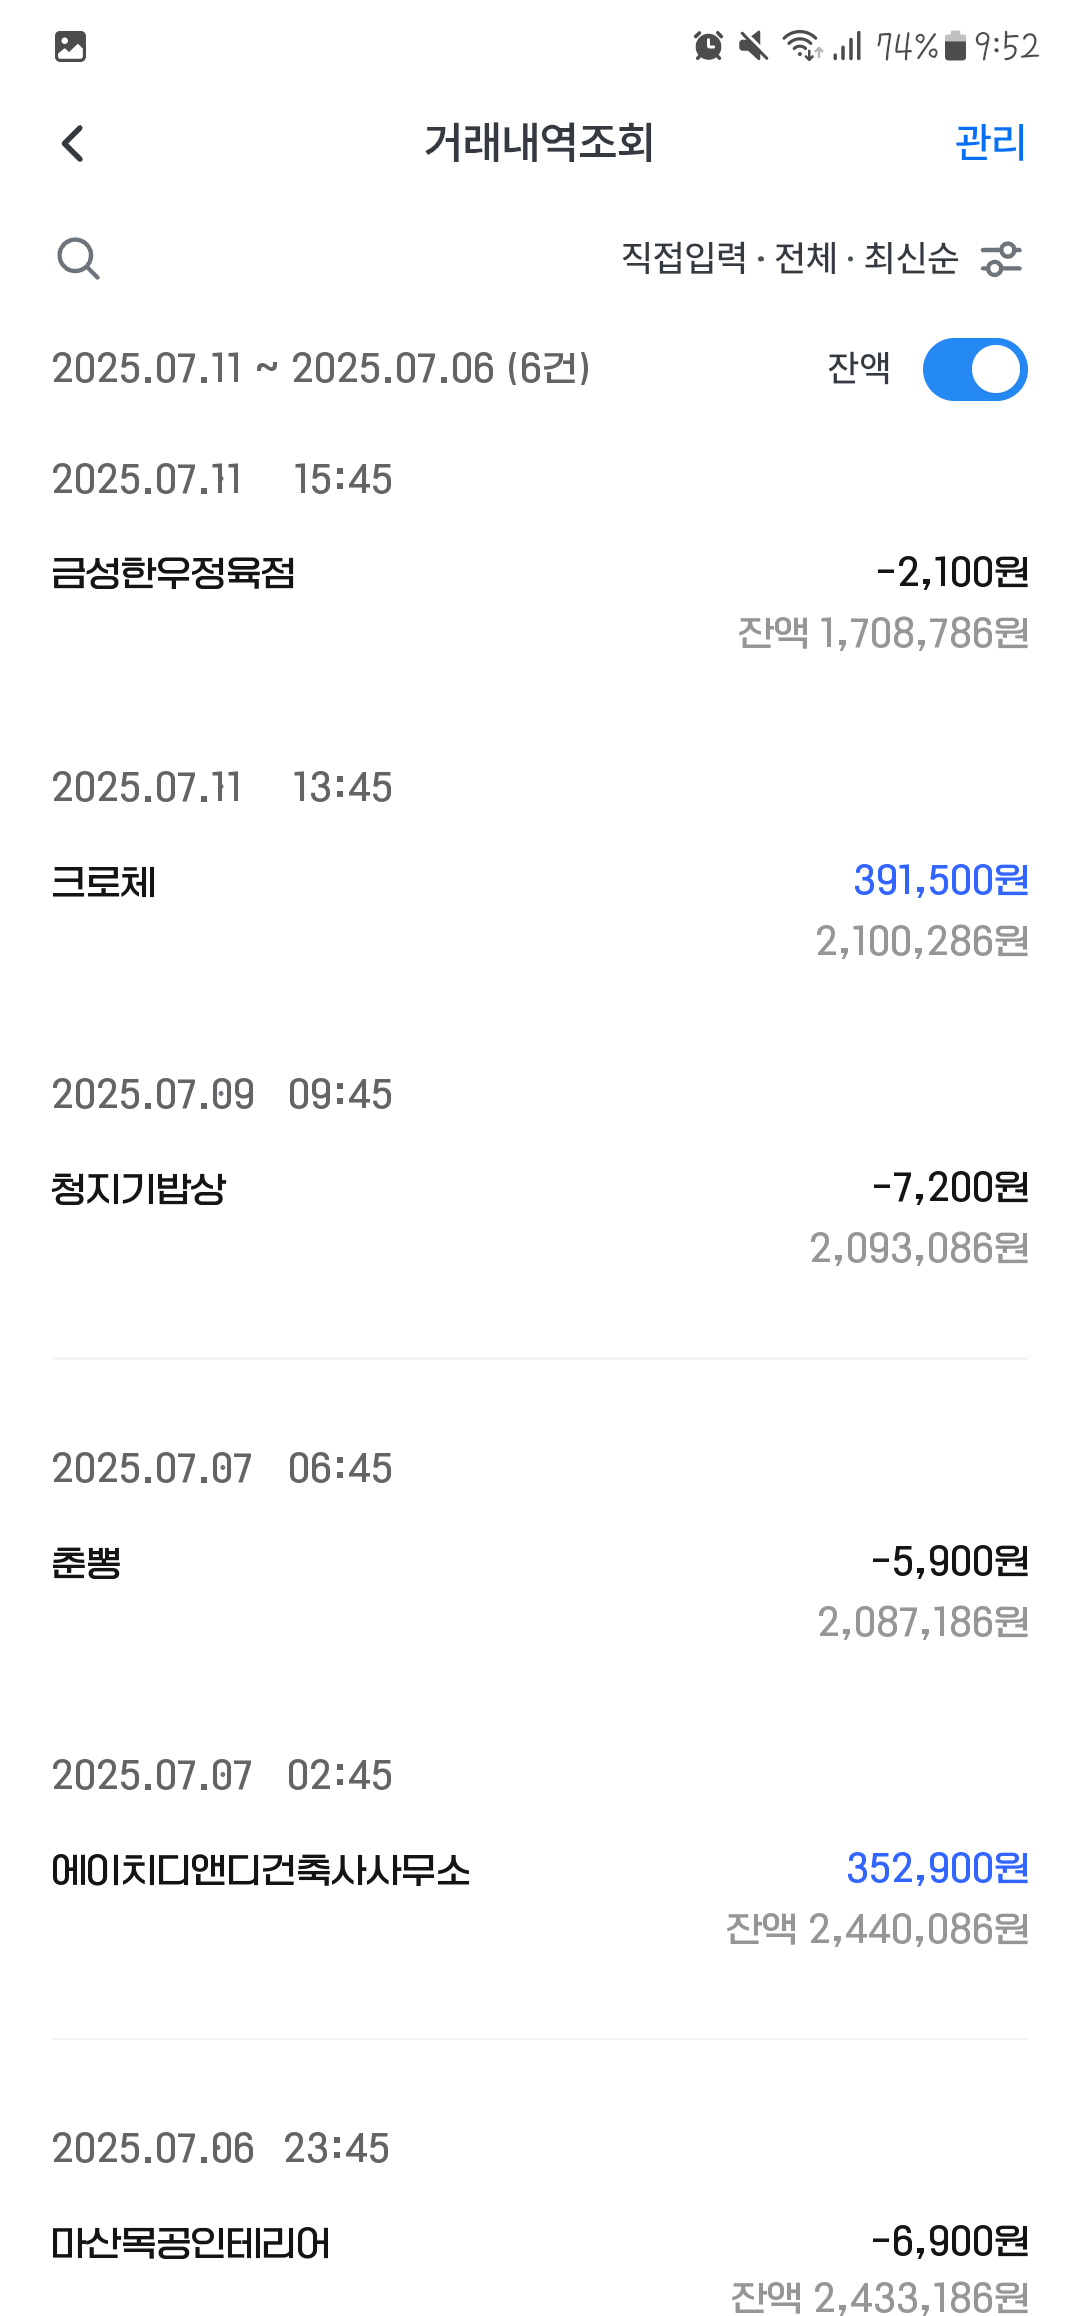 74% 9:52
거래내역조회 관리
직접입력 · 전체 · 최신순
2025.07.11 ~ 2025.07.06 (6건) 잔액
2025.07.11 15:45
금성한우정육점 -2,100원
잔액 1,708,786원
2025.07.11 13:45
크로체 391,500원
2,100,286원
2025.07.09 09:45
청지기밥상 -7,200원
2,093,086원
2025.07.07 06:45
춘뽕 -5,900원
2,087,186원
2025.07.07 02:45
에이치디앤디건축사사무소 352,900원
잔액 2,440,086원
2025.07.06 23:45
마산목공인테리어 -6,900원
잔액 2,433,186원